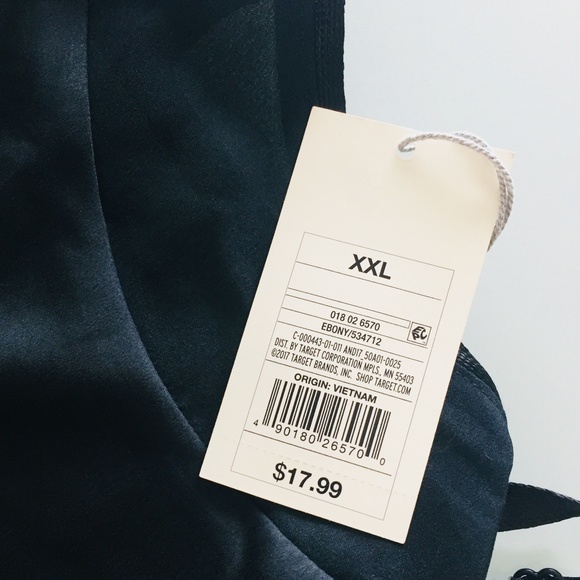 XXL
018 02 6570
EBONY/534712
C-000443-01-011 AND17 50A01-0025
DIST. BY TARGET CORPORATION MPLS., MN 55403
©2017 TARGET BRANDS, INC. SHOP TARGET.COM
ORIGIN: VIETNAM
4 90180 26570 0
$17.99